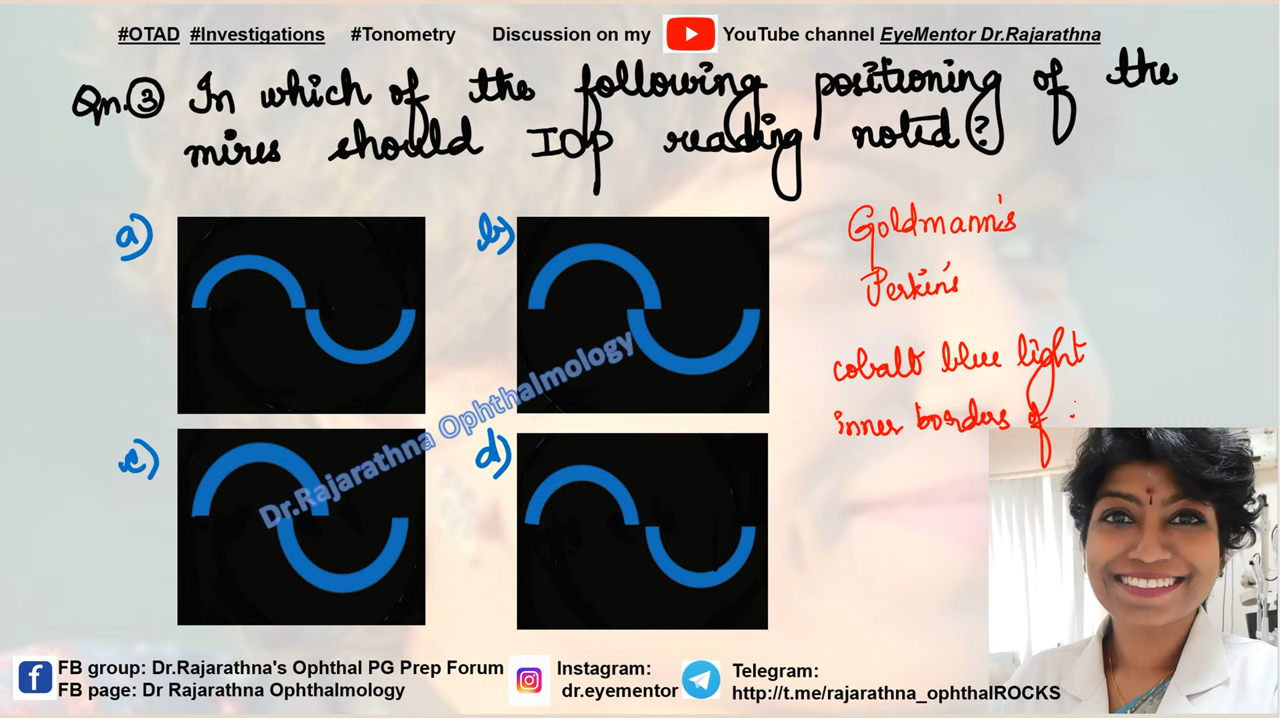 #OTAD #Investigations #Tonometry Discussion on my YouTube channel EyeMentor Dr.Rajarathna
Qn.③ In which of the following positioning of the
mires should IOP reading noted?
a) b)
Goldmann's
Perkin's
cobalt blue light
inner borders of :
c) d)
Dr.Rajarathna Ophthalmology
FB group: Dr.Rajarathna's Ophthal PG Prep Forum
FB page: Dr Rajarathna Ophthalmology
Instagram:
dr.eyementor
Telegram:
http://t.me/rajarathna_ophthalROCKS